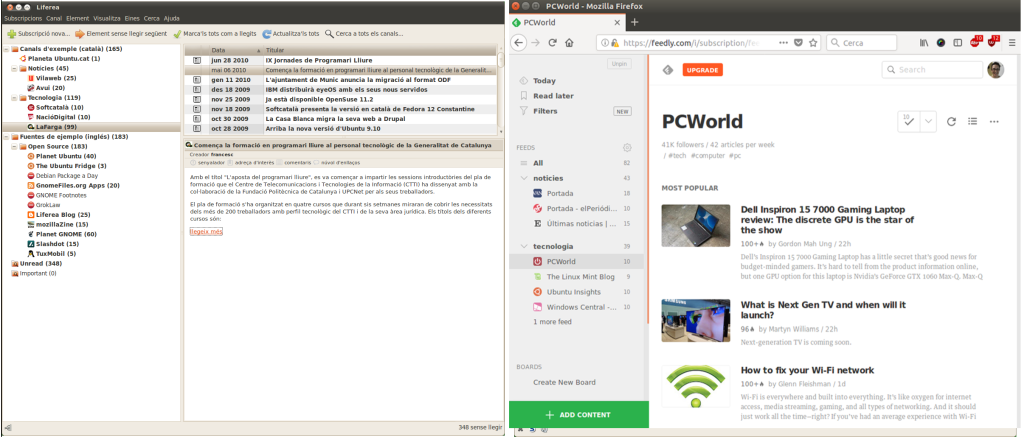 Liferea
Subscripcions Canal Element Visualitza Eines Cerca Ajuda
Subscripció nova... Element sense llegir següent Marca'ls tots com a llegits Actualitza'ls tots Cerca a tots els canals...
Canals d'exemple (català) (165)
Planeta Ubuntu.cat (1)
Notícies (45)
Vilaweb (25)
Avui (20)
Tecnologia (119)
Softcatalà (10)
NacióDigital (10)
LaFarga (99)
Fuentes de ejemplo (inglés) (183)
Open Source (183)
Planet Ubuntu (40)
The Ubuntu Fridge (3)
Debian Package a Day
GnomeFiles.org Apps (20)
GNOME Footnotes
GrokLaw
Liferea Blog (25)
mozillaZine (15)
Planet GNOME (60)
Slashdot (15)
TuxMobil (5)
Unread (348)
Important (0)
Data Titular
jun 28 2010 IX Jornades de Programari Lliure
mai 06 2010 Comença la formació en programari lliure al personal tecnològic de la Generalit...
gen 11 2010 L'ajuntament de Munic anuncia la migració al format ODF
des 18 2009 IBM distribuirà eyeOS amb els seus nous servidors
nov 25 2009 Ja està disponible OpenSuse 11.2
nov 18 2009 Softcatalà presenta la versió en català de Fedora 12 Constantine
oct 30 2009 La Casa Blanca migra la seva web a Drupal
oct 28 2009 Arriba la nova versió d'Ubuntu 9.10
Comença la formació en programari lliure al personal tecnològic de la Generalitat de Catalunya
Creador francesc
senyalador adreça d'interès comentaris núvol d'enllaços
Amb el títol "L'aposta del programari lliure", es va començar a impartir les sessions introductòries del pla de
formació que el Centre de Telecomunicacions i Tecnologies de la Informació (CTTI) ha dissenyat amb la
col·laboració de la Fundació Politècnica de Catalunya i UPCNet per als seus treballadors.
El pla de formació s'ha organitzat en quatre cursos que durant sis setmanes miraran de cobrir les necessitats
dels més de 200 treballadors amb perfil tecnològic del CTTI i de la seva àrea jurídica. Els títols dels diferents
cursos són:
llegeix més
348 sense llegir
PCWorld - Mozilla Firefox
PCWorld
https://feedly.com/i/subscription/fe Cerca
Unpin
Today
Read later
Filters NEW
FEEDS
All 82
noticies 43
Portada 18
Portada - elPeriódi... 10
Últimas noticias | ... 15
tecnologia 39
PCWorld 10
The Linux Mint Blog 9
Ubuntu Insights 10
Windows Central -... 10
1 more feed
BOARDS
Create New Board
+ ADD CONTENT
UPGRADE Search
PCWorld 10
41K followers / 42 articles per week
/ #tech #computer #pc
MOST POPULAR
Dell Inspiron 15 7000 Gaming Laptop
review: The discrete GPU is the star of
the show
100+ by Gordon Mah Ung / 22h
Dell's Inspiron 15 7000 Gaming Laptop has a little secret that's good news for
budget-minded gamers. It's hard to tell from the product information online,
but one GPU option for this laptop is Nvidia's GeForce GTX 1060 Max-Q. Max-Q
What is Next Gen TV and when will it
launch?
96 by Martyn Williams / 22h
Next-generation TV is coming soon.
How to fix your Wi-Fi network
100+ by Glenn Fleishman / 1d
Wi-Fi is everywhere and built into everything. It's like oxygen for internet
access, media streaming, gaming, and all types of networking. And it should
just work all the time—right? If you've had an average experience with Wi-Fi